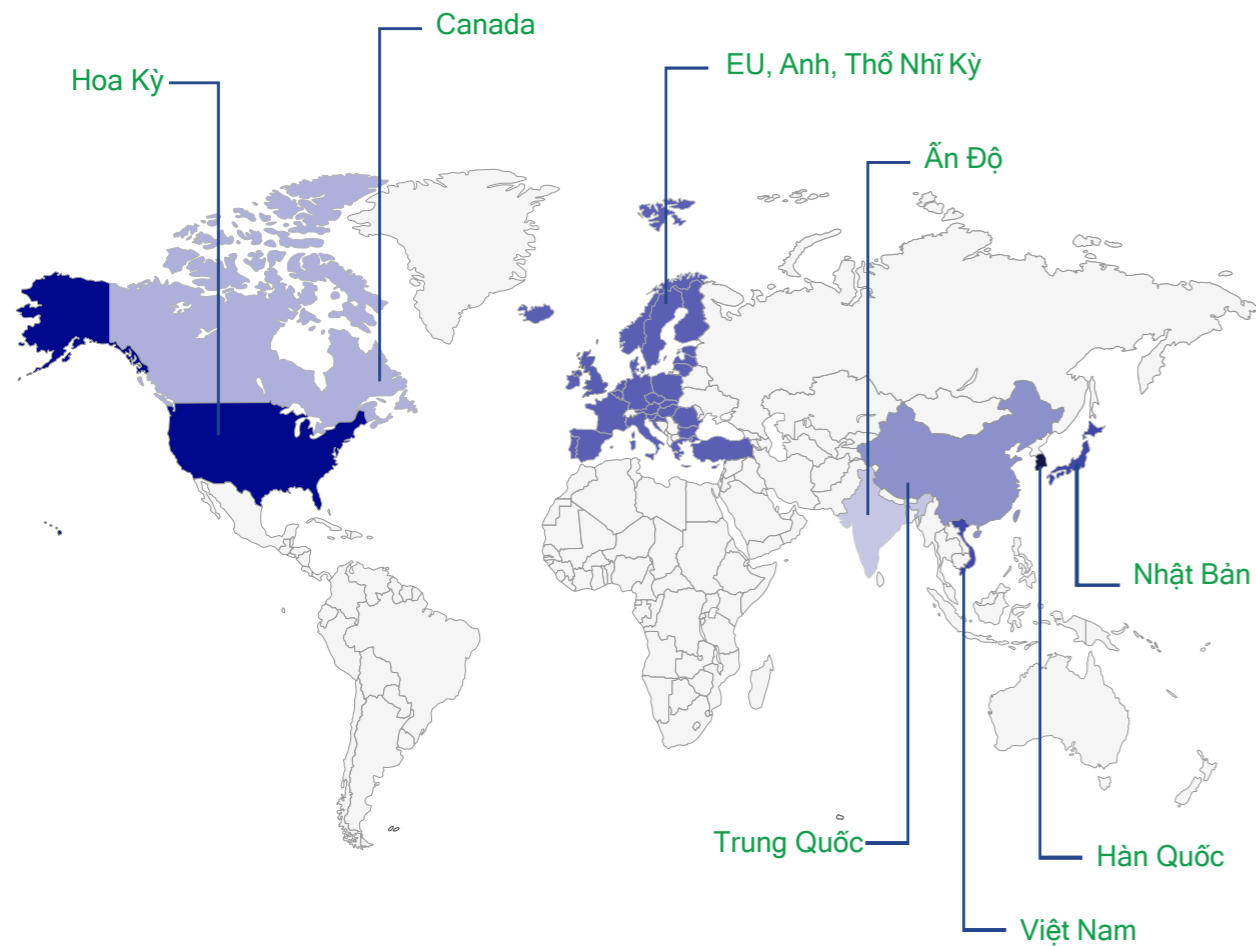 Canada
Hoa Kỳ
EU, Anh, Thổ Nhĩ Kỳ
Ấn Độ
Nhật Bản
Trung Quốc
Hàn Quốc
Việt Nam